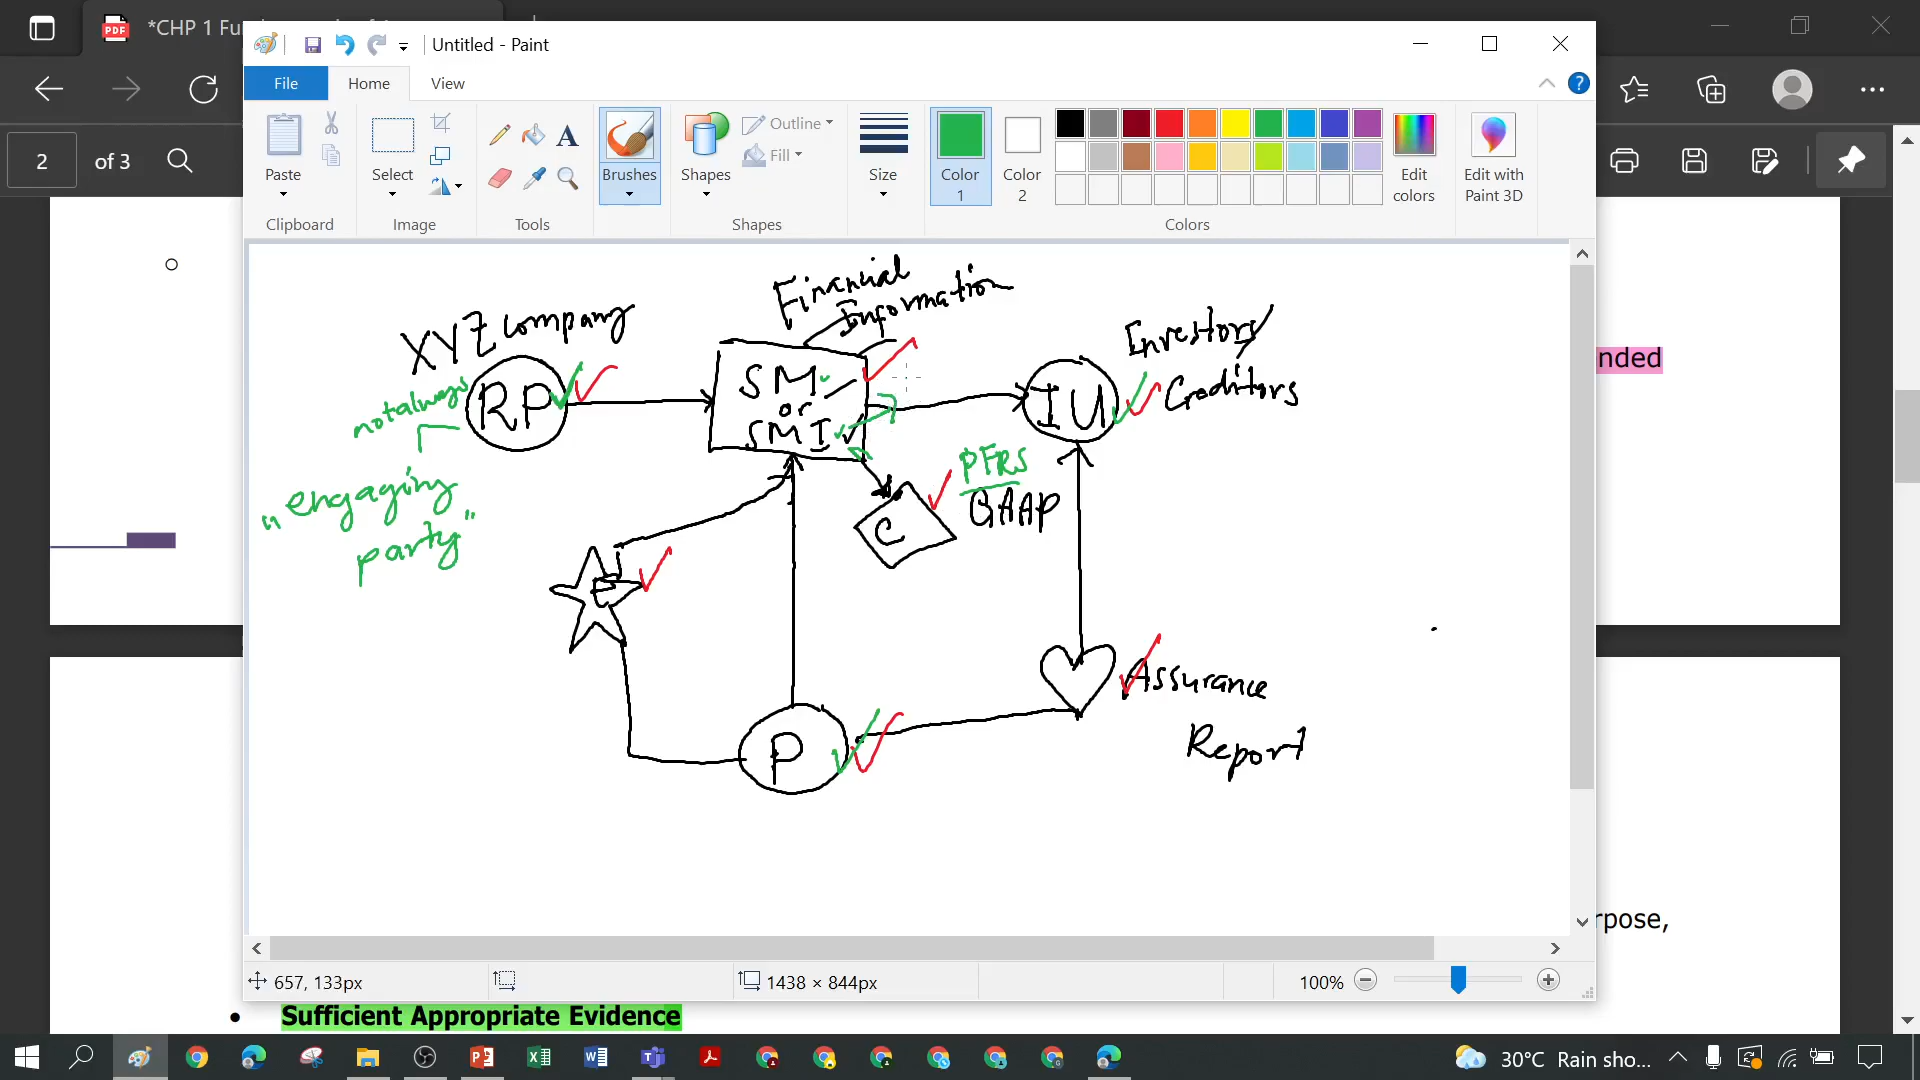 *CHP 1 Fu
Untitled - Paint
File
Home
View
2
of 3
Paste
Select
Brushes
Shapes
Outline
Fill
Size
Color 1
Color 2
Edit colors
Edit with Paint 3D
Clipboard
Image
Tools
Shapes
Colors
nded
Financial
Information
XYZ company
Investors
Creditors
RP
not always
SM
or
SMI
IU
"engaging
party"
PFRS
GAAP
C
E
Assurance
Report
P
rpose,
657, 133px
1438 × 844px
100%
Sufficient Appropriate Evidence
30°C Rain sho...